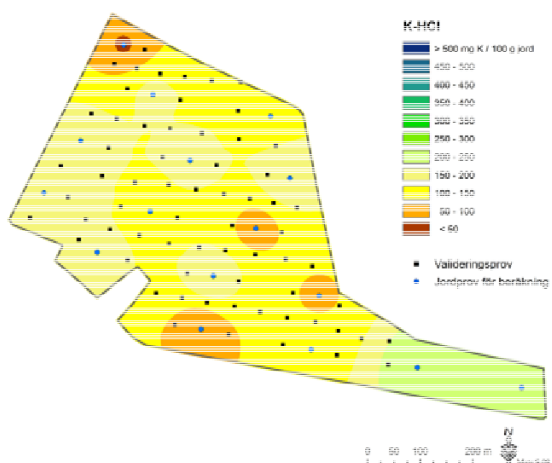 K-HCl
> 500 mg K / 100 g jord
450 - 500
400 - 450
350 - 400
300 - 350
250 - 300
200 - 250
150 - 200
100 - 150
50 - 100
< 50
Valideringsprov
Jordprov för beräkning
N
0 50 100 200 m